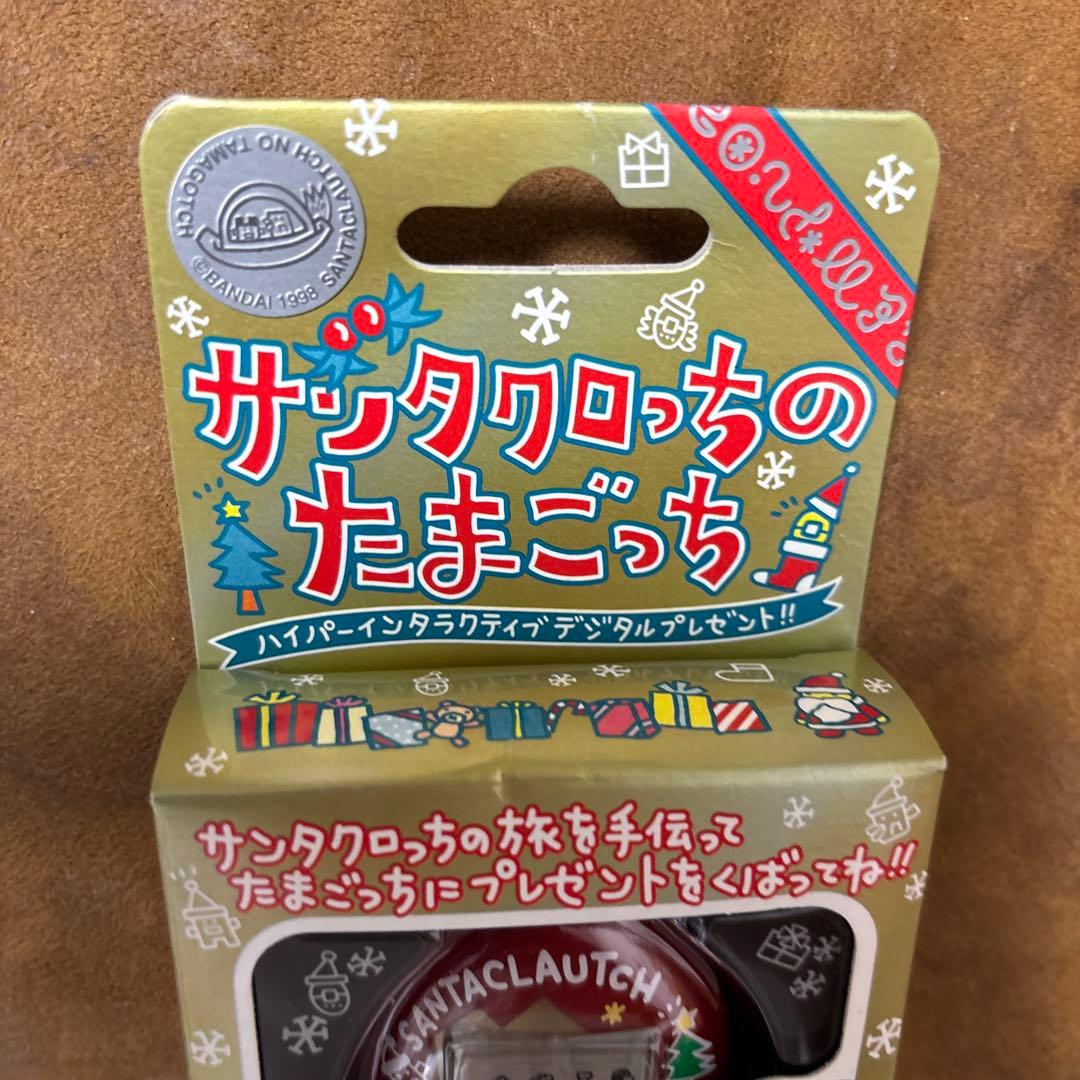 SANTACLAUTCH NO TAMAGOTCH
©BANDAI 1998
サンタクロっちの
たまごっち
ハイパーインタラクティブデジタルプレゼント!!
サンタクロっちの旅を手伝って
たまごっちにプレゼントをくばってね!!
SANTACLAUTCH